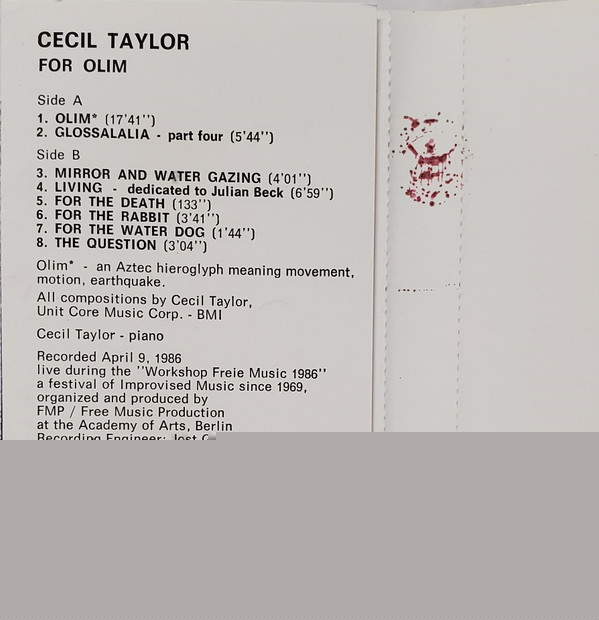 CECIL TAYLOR
FOR OLIM
Side A
1. OLIM* (17'41'')
2. GLOSSALALIA - part four (5'44'')
Side B
3. MIRROR AND WATER GAZING (4'01'')
4. LIVING - dedicated to Julian Beck (6'59'')
5. FOR THE DEATH (133'')
6. FOR THE RABBIT (3'41'')
7. FOR THE WATER DOG (1'44'')
8. THE QUESTION (3'04'')
Olim* - an Aztec hieroglyph meaning movement,
motion, earthquake.
All compositions by Cecil Taylor,
Unit Core Music Corp. - BMI
Cecil Taylor - piano
Recorded April 9, 1986
live during the ''Workshop Freie Music 1986''
a festival of Improvised Music since 1969,
organized and produced by
FMP / Free Music Production
at the Academy of Arts, Berlin
Recording Engineer: Jost